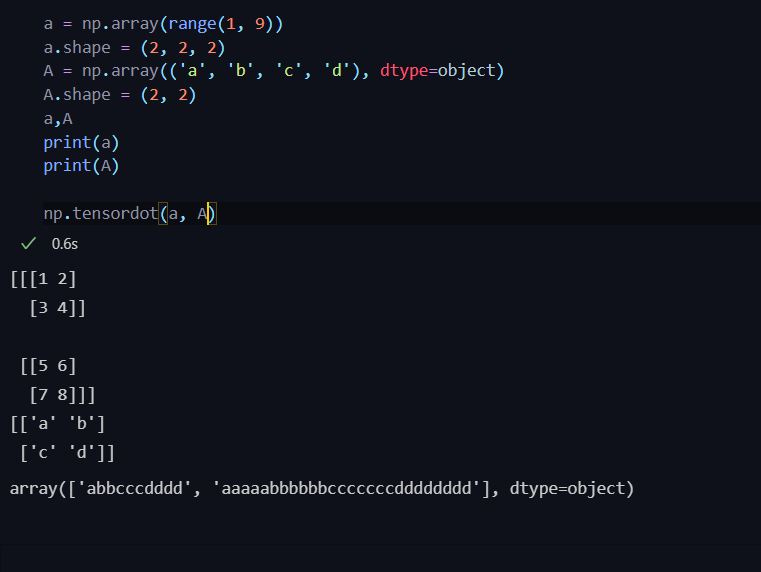 a = np.array(range(1, 9))
a.shape = (2, 2, 2)
A = np.array(('a', 'b', 'c', 'd'), dtype=object)
A.shape = (2, 2)
a,A
print(a)
print(A)
np.tensordot(a, A)
0.6s
[[[1 2]
[3 4]]
[[5 6]
[7 8]]]
[['a' 'b']
['c' 'd']]
array(['abbcccdddd', 'aaaaabbbbbbcccccccdddddddd'], dtype=object)